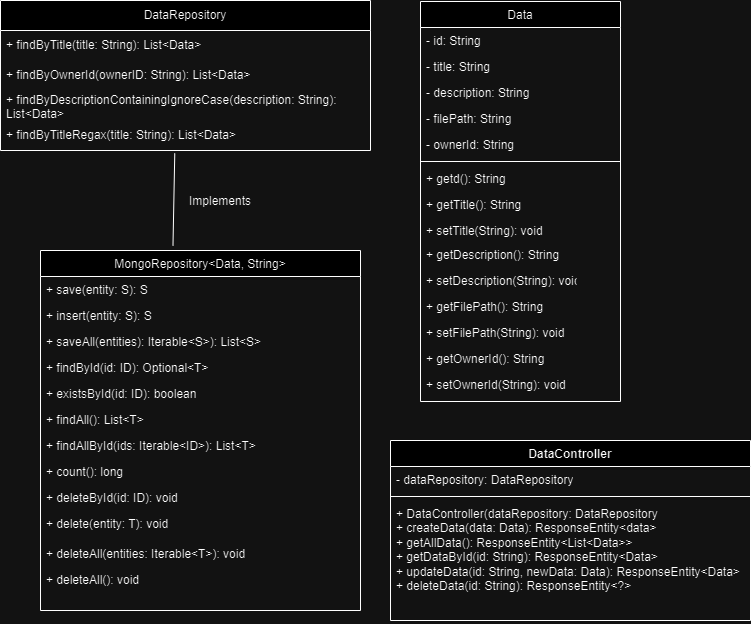 DataRepository
+ findByTitle(title: String): List<Data>
+ findByOwnerId(ownerID: String): List<Data>
+ findByDescriptionContainingIgnoreCase(description: String):
List<Data>
+ findByTitleRegax(title: String): List<Data>
Implements
MongoRepository<Data, String>
+ save(entity: S): S
+ insert(entity: S): S
+ saveAll(entities): Iterable<S>): List<S>
+ findById(id: ID): Optional<T>
+ existsById(id: ID): boolean
+ findAll(): List<T>
+ findAllById(ids: Iterable<ID>): List<T>
+ count(): long
+ deleteById(id: ID): void
+ delete(entity: T): void
+ deleteAll(entities: Iterable<T>): void
+ deleteAll(): void
Data
- id: String
- title: String
- description: String
- filePath: String
- ownerId: String
+ getd(): String
+ getTitle(): String
+ setTitle(String): void
+ getDescription(): String
+ setDescription(String): void
+ getFilePath(): String
+ setFilePath(String): void
+ getOwnerId(): String
+ setOwnerId(String): void
DataController
- dataRepository: DataRepository
+ DataController(dataRepository: DataRepository
+ createData(data: Data): ResponseEntity<data>
+ getAllData(): ResponseEntity<List<Data>>
+ getDataById(id: String): ResponseEntity<Data>
+ updateData(id: String, newData: Data): ResponseEntity<Data>
+ deleteData(id: String): ResponseEntity<?>